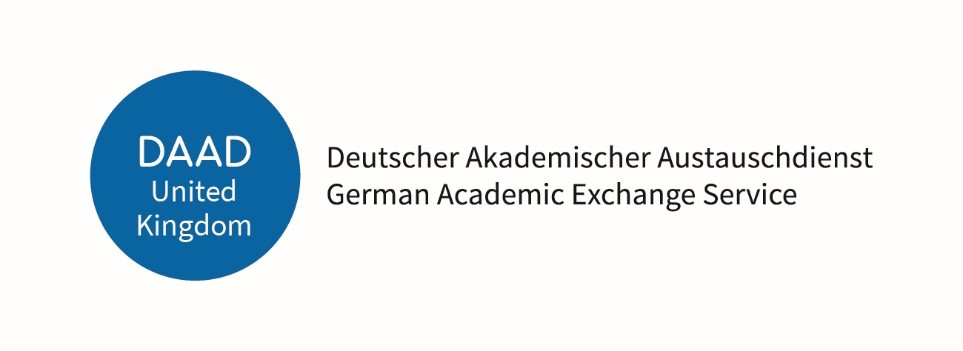 DAAD
United
Kingdom
Deutscher Akademischer Austauschdienst
German Academic Exchange Service